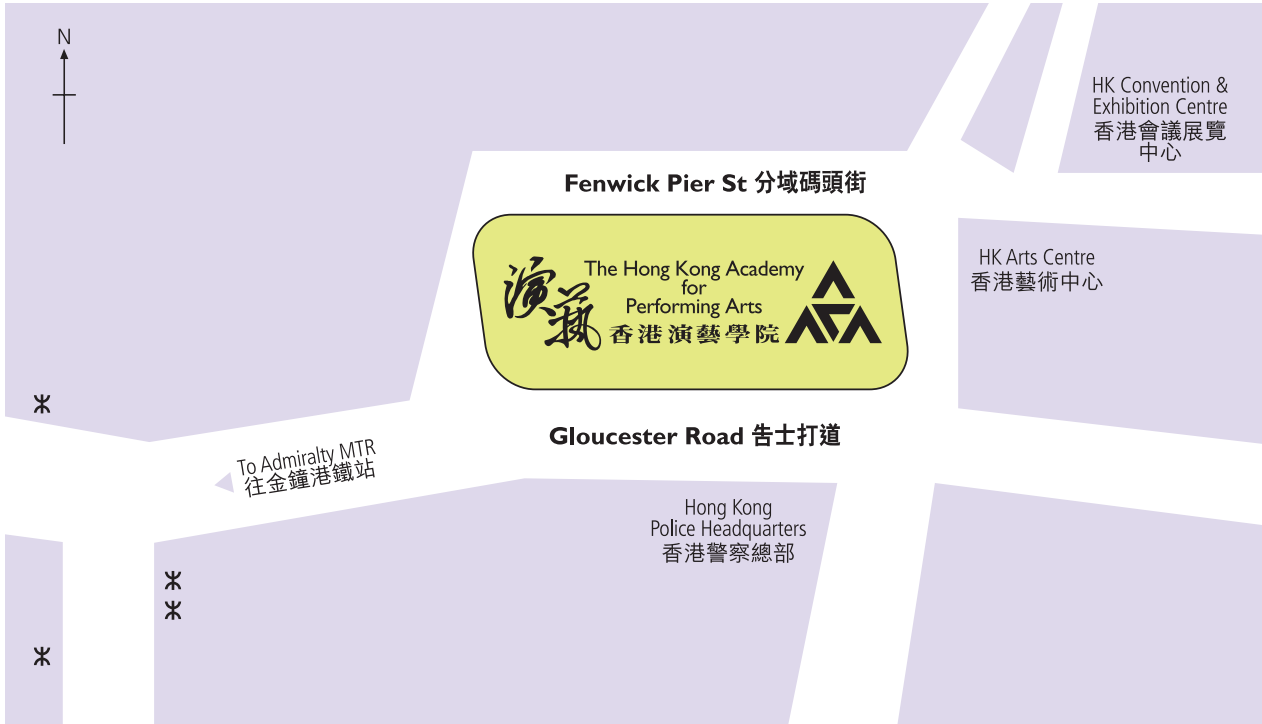 N
HK Convention &
Exhibition Centre
香港會議展覽
中心
Fenwick Pier St 分域碼頭街
HK Arts Centre
香港藝術中心
演藝
The Hong Kong Academy
for
Performing Arts
香港演藝學院
Gloucester Road 告士打道
To Admiralty MTR
往金鐘港鐵站
Hong Kong
Police Headquarters
香港警察總部